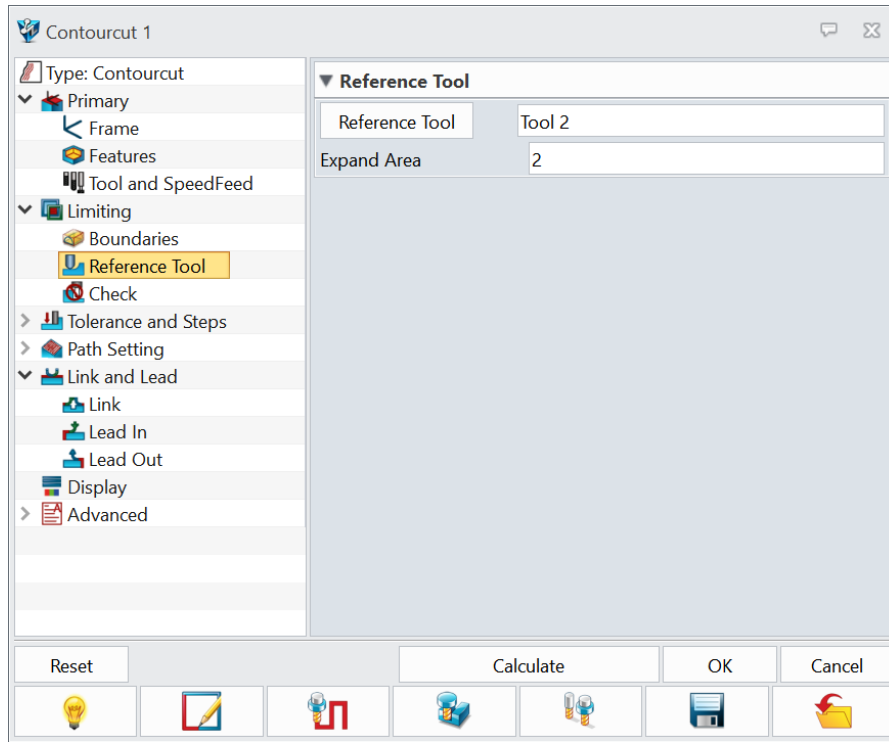 Contourcut 1
Type: Contourcut
Primary
Frame
Features
Tool and SpeedFeed
Limiting
Boundaries
Reference Tool
Check
Tolerance and Steps
Path Setting
Link and Lead
Link
Lead In
Lead Out
Display
Advanced
Reference Tool
Reference Tool Tool 2
Expand Area 2
Reset Calculate OK Cancel